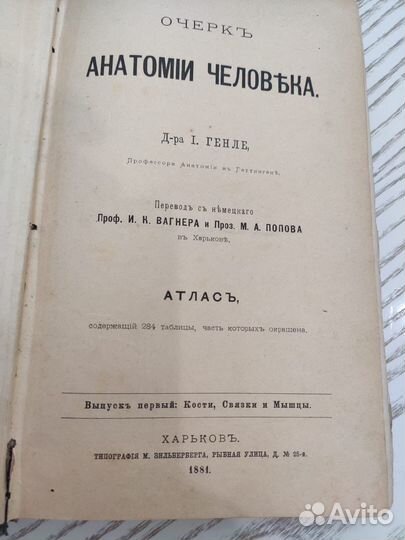 ОЧЕРКЪ
АНАТОМІИ ЧЕЛОВѢКА.
Д-ра І. ГЕНЛЕ,
Профессора Анатоміи въ Геттингенѣ.
Переводъ съ нѣмецкаго
Проф. И. К. ВАГНЕРА и Проз. М. А. ПОПОВА
въ Харьковѣ.
АТЛАСЪ,
содержащій 284 таблицы, часть которыхъ окрашена.
Выпускъ первый: Кости, Связки и Мышцы.
ХАРЬКОВЪ.
ТИПОГРАФІЯ М. ЗИЛЬБЕРБЕРГА, РЫБНАЯ УЛИЦА, Д. № 25-й.
1881.
Avito